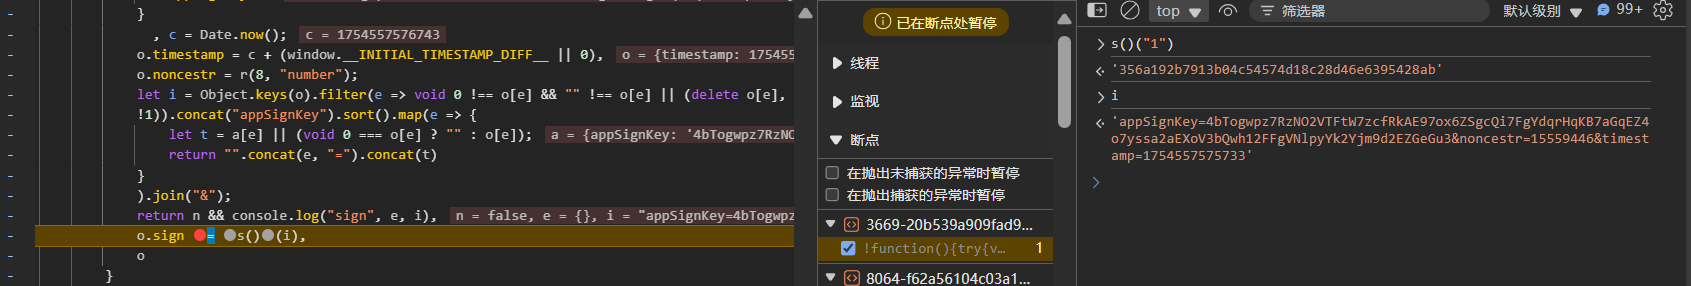 }
, c = Date.now(); c = 1754557576743
o.timestamp = c + (window.__INITIAL_TIMESTAMP_DIFF__ || 0), o = {timestamp: 17545
o.noncestr = r(8, "number");
let i = Object.keys(o).filter(e => void 0 !== o[e] && "" !== o[e] || (delete o[e],
!1)).concat("appSignKey").sort().map(e => {
let t = a[e] || (void 0 === o[e] ? "" : o[e]); a = {appSignKey: '4bTogwpz7RzNO
return "".concat(e, "=").concat(t)
}
).join("&");
return n && console.log("sign", e, i), n = false, e = {}, i = "appSignKey=4bTogwpz
o.sign = s()(i),
o
}
已在断点处暂停
线程
监视
断点
在抛出未捕获的异常时暂停
在抛出捕获的异常时暂停
3669-20b539a909fad9...
!function(){try{v... 1
8064-f62a56104c03a1...
top 筛选器 默认级别 99+
s()("1")
'356a192b7913b04c54574d18c28d46e6395428ab'
i
'appSignKey=4bTogwpz7RzNO2VTFtW7zcfRkAE97ox6ZSgcQi7FgYdqrHqKB7aGqEZ4
o7yssa2aEXoV3bQwh12FFgVNlpyYk2Yjm9d2EZGeGu3&noncestr=15559446&timest
amp=1754557575733'